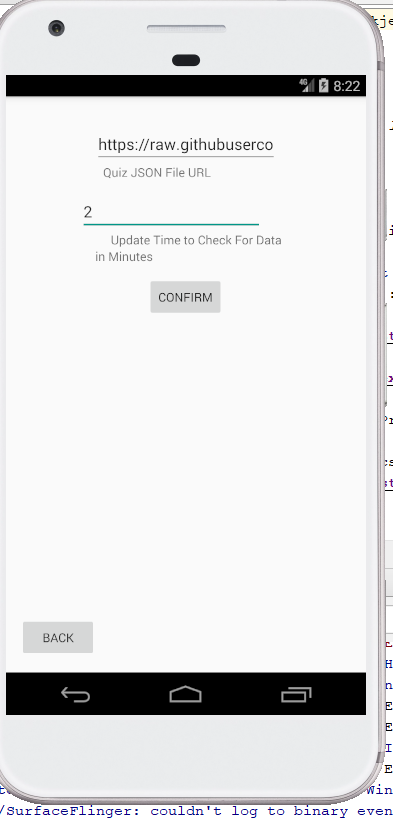 4G 8:22
https://raw.githubuserco
Quiz JSON File URL
2
Update Time to Check For Data
in Minutes
CONFIRM
BACK
Win
/SurfaceFlinger: couldn't log to binary even